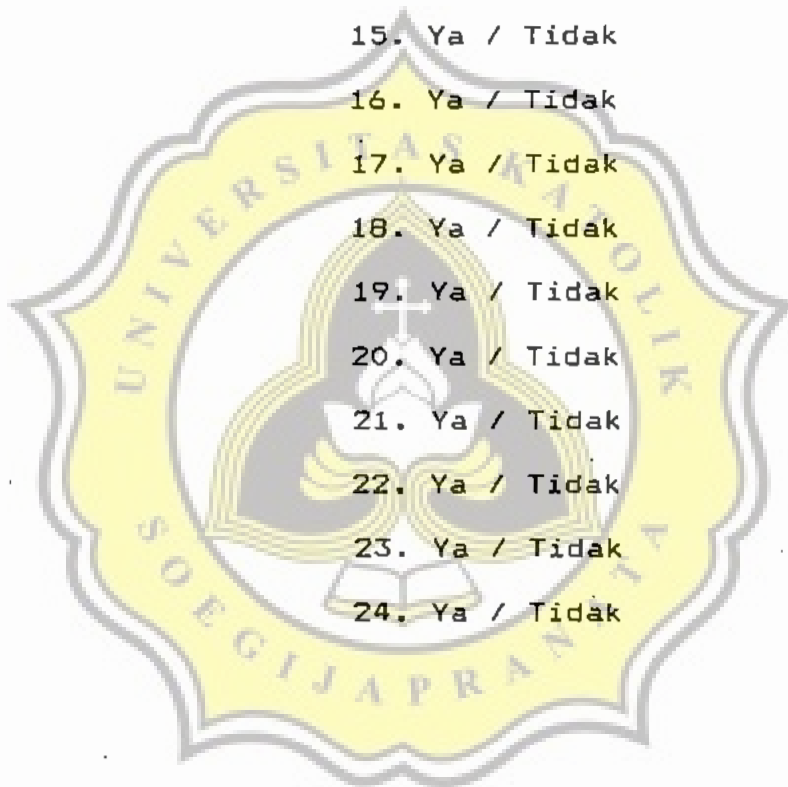 15. Ya / Tidak
16. Ya / Tidak
17. Ya / Tidak
18. Ya / Tidak
19. Ya / Tidak
20. Ya / Tidak
21. Ya / Tidak
22. Ya / Tidak
23. Ya / Tidak
24. Ya / Tidak
UNIVERSITAS KATOLIK
SOEGIJAPRANATA